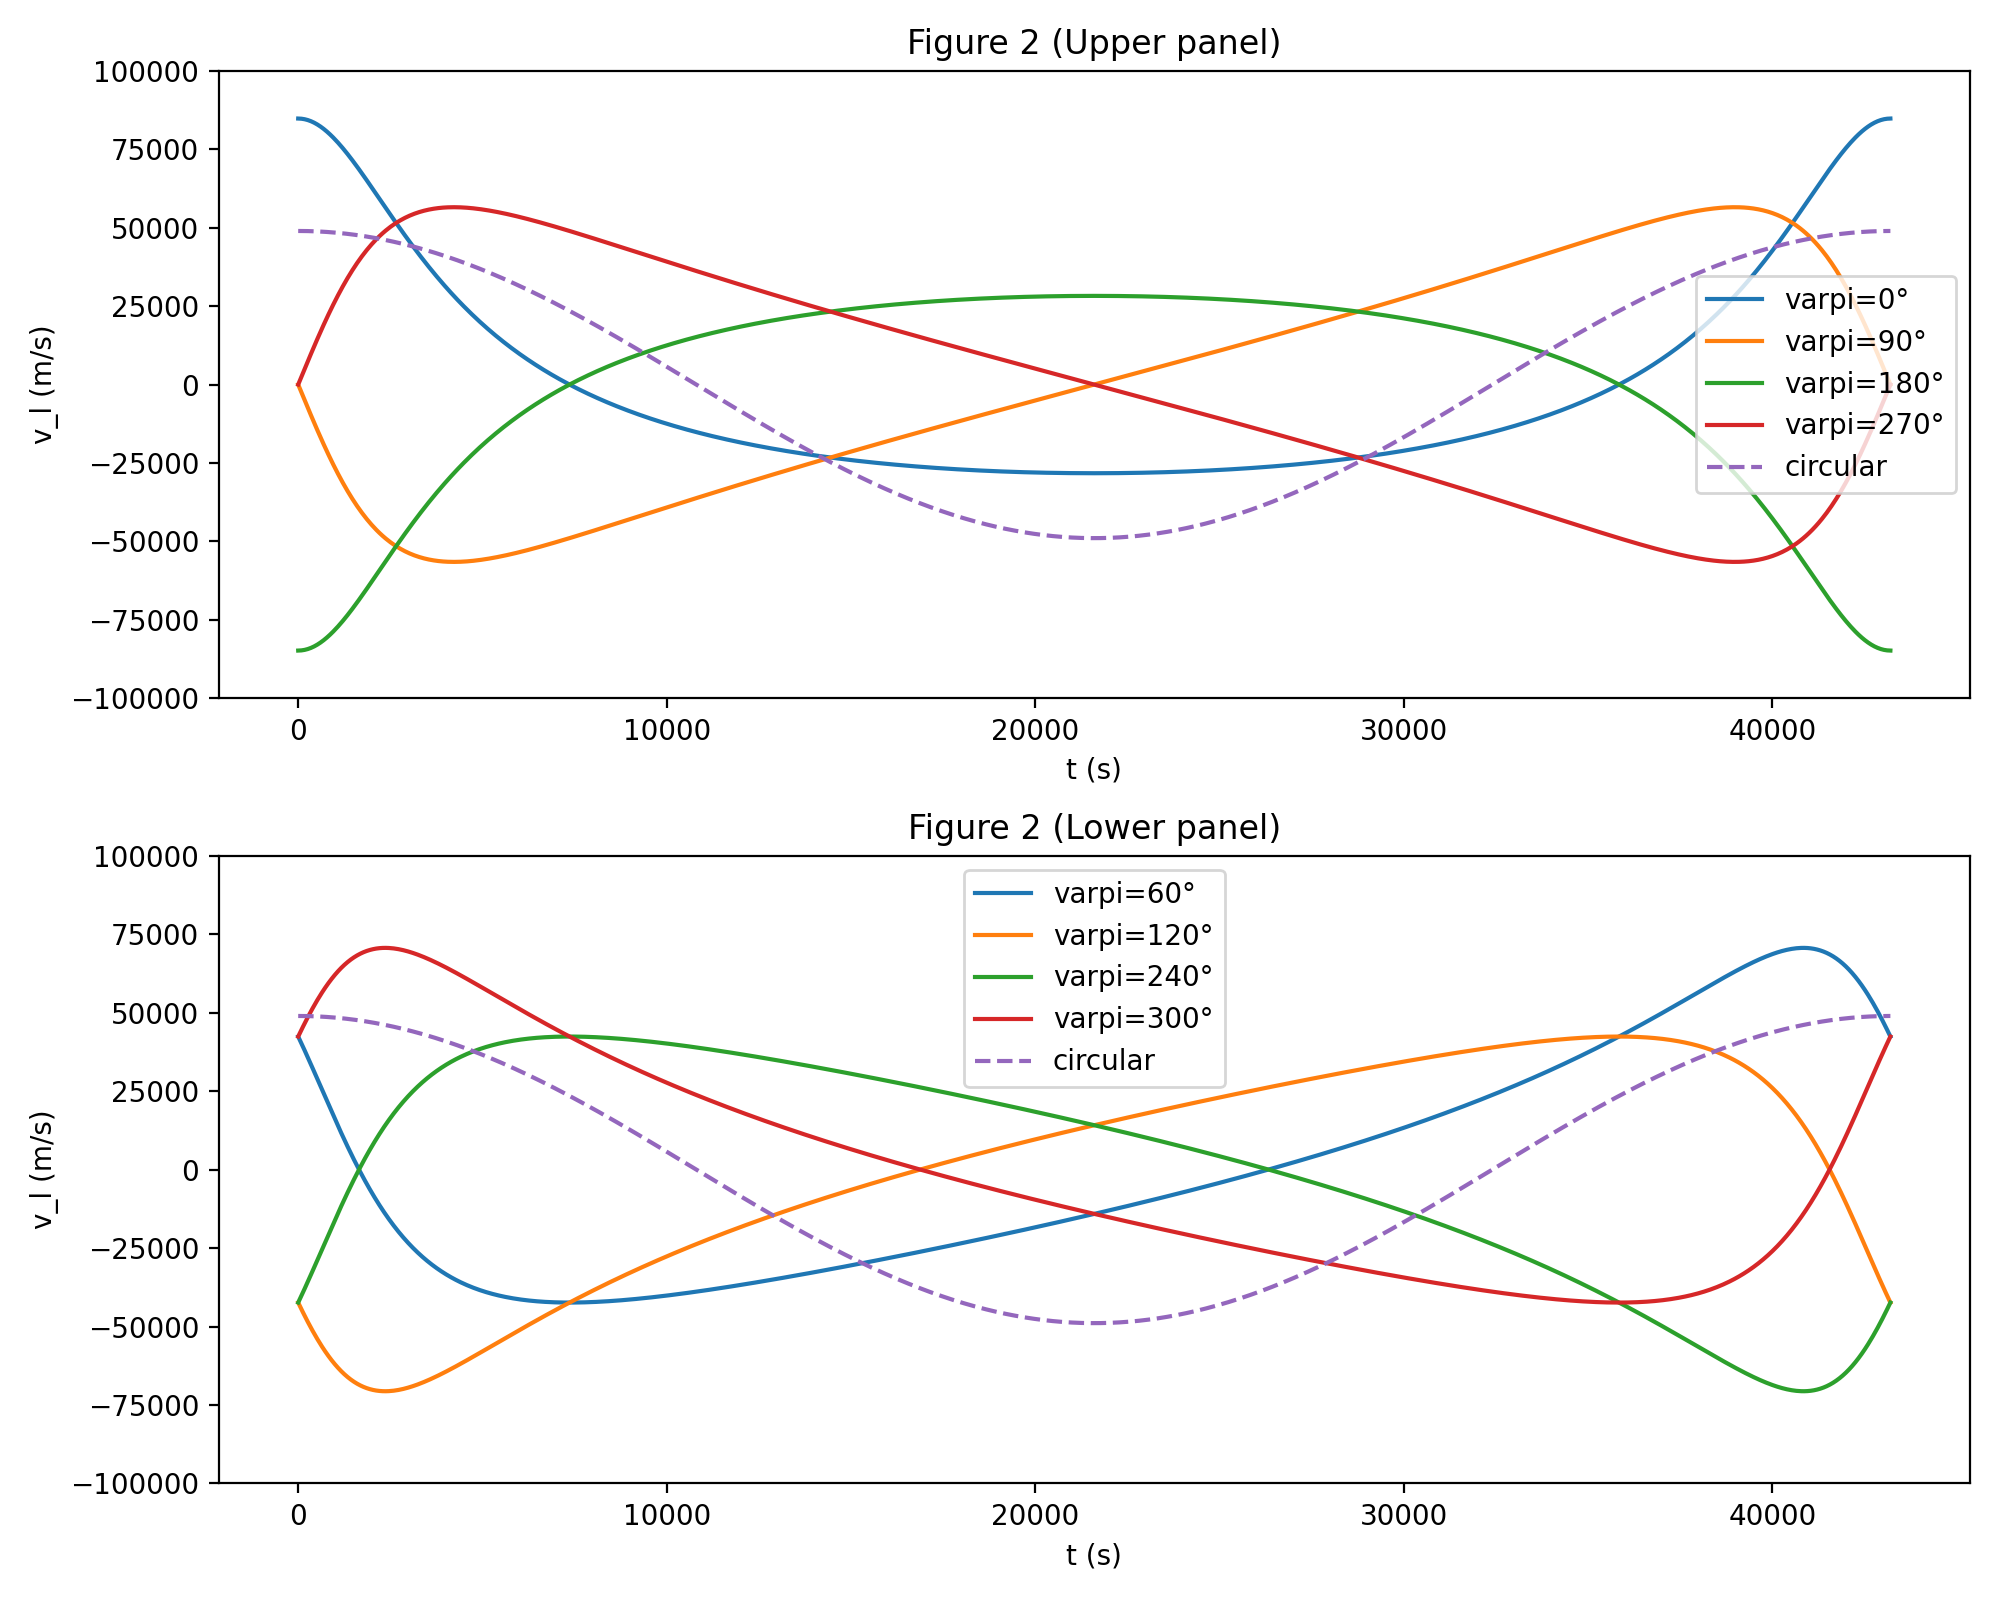 Figure 2 (Upper panel)
100000
75000
50000
25000
0
−25000
−50000
−75000
−100000
v_l (m/s)
varpi=0°
varpi=90°
varpi=180°
varpi=270°
circular
0 10000 20000 30000 40000
t (s)
Figure 2 (Lower panel)
100000
75000
50000
25000
0
−25000
−50000
−75000
−100000
v_l (m/s)
varpi=60°
varpi=120°
varpi=240°
varpi=300°
circular
0 10000 20000 30000 40000
t (s)